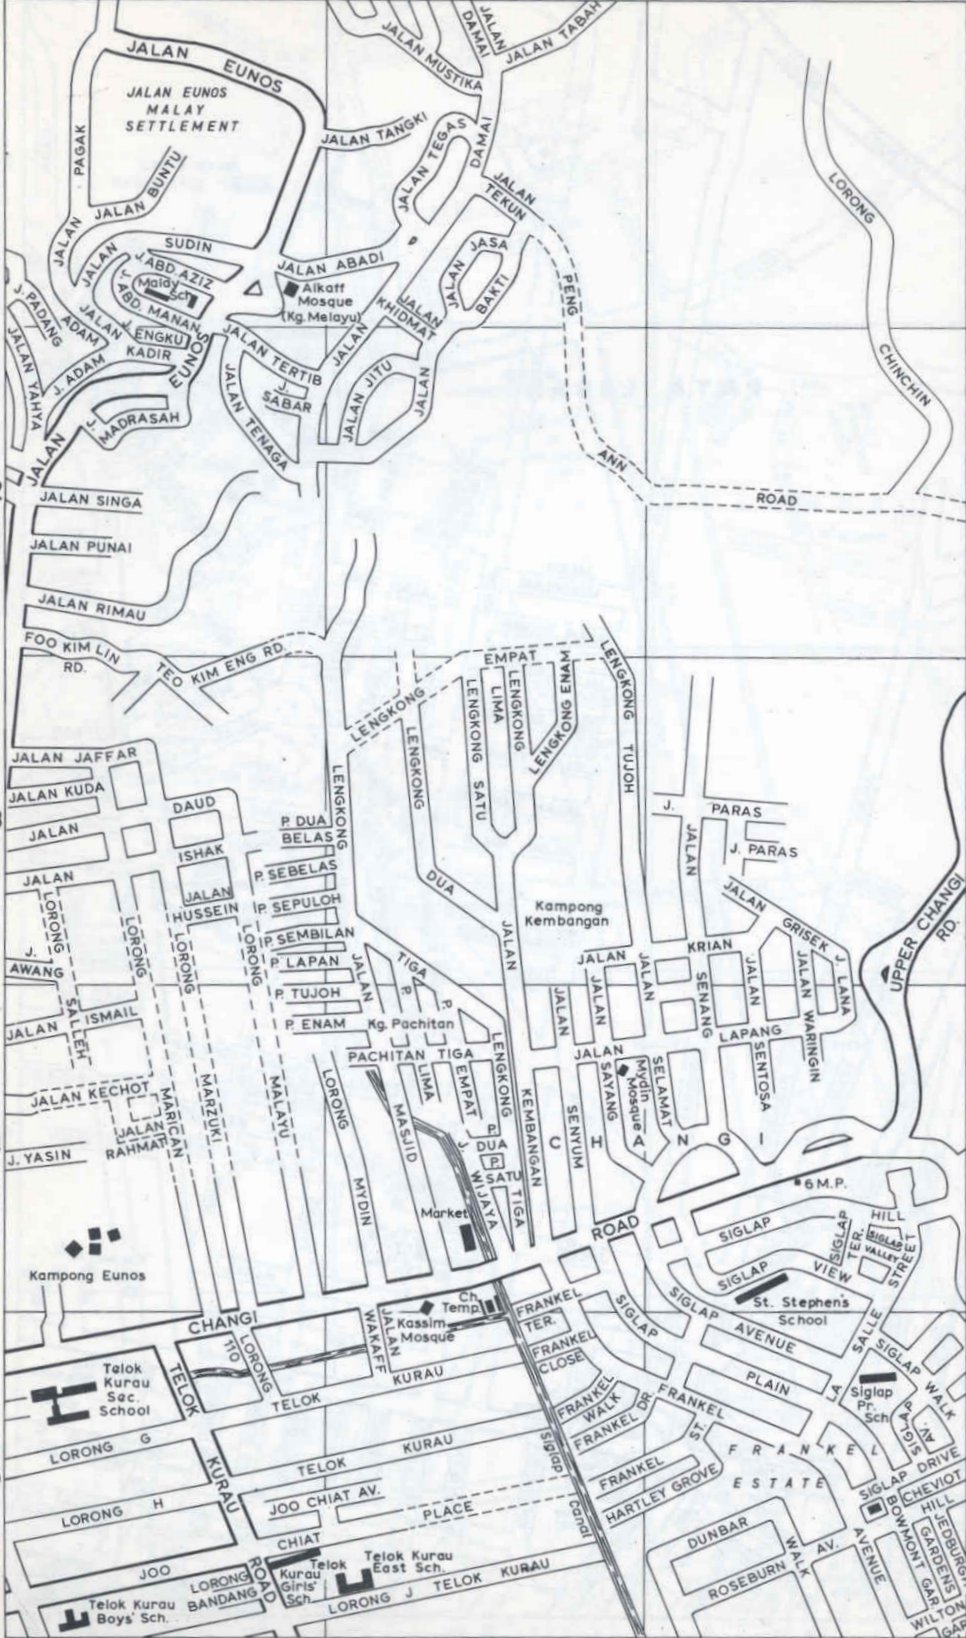 JALAN EUNOS
JALAN MUSTIKA
DAMAI
JALAN
JALAN TABAH
JALAN EUNOS
MALAY
SETTLEMENT
JALAN PAGAK
JALAN BUNTU
JALAN TANGKI
JALAN TEGAS
DAMAI
JALAN
TEKUN
LORONG
CHINCHIN
JALAN
SUDIN
J. ABD. AZIZ
Malay
Sch
J. ABD. MANAN
J. ENGKU
KADIR
JALAN
ADAM
J. ADAM
J. PADANG
JALAN YAHYA
J. MADRASAH
JALAN
EUNOS
JALAN ABADI
Alkaff
Mosque
(Kg. Melayu)
JALAN
JASA
BAKTI
JALAN
KHIDMAT
JALAN
JALAN TERTIB
J.
SABAR
JALAN TENAGA
JALAN JITU
JALAN
PENG
ANN
ROAD
JALAN SINGA
JALAN PUNAI
JALAN RIMAU
FOO KIM LIN
RD.
TEO KIM ENG RD.
LENGKONG
EMPAT
LENGKONG
LENGKONG SATU
LENGKONG
LIMA
LENGKONG ENAM
LENGKONG TUJOH
DUA
LENGKONG
TIGA
JALAN JAFFAR
JALAN KUDA
JALAN
DAUD
JALAN
ISHAK
JALAN
HUSSEIN
P. DUA
BELAS
P. SEBELAS
P. SEPULOH
P. SEMBILAN
P. LAPAN
P. TUJOH
P. ENAM
J. PARAS
J. PARAS
JALAN
JALAN GRISEK
J. LANA
UPPER CHANGI
RD.
Kampong
Kembangan
JALAN
KRIAN
JALAN
JALAN
JALAN
JALAN
SENANG
JALAN
JALAN WARINGIN
LAPANG
SENTOSA
JALAN
KEMBANGAN
LORONG
SALLEH
J.
AWANG
JALAN ISMAIL
LORONG
MARICAN
LORONG
MARZUKI
LORONG
MALAYU
JALAN KECHOT
JALAN
RAHMAT
J. YASIN
JALAN
P.
P.
Kg. Pachitan
PACHITAN TIGA
LIMA
EMPAT
LENGKONG
TIGA
P.
DUA
P.
SATU
J.
WIJAYA
MASJID
LORONG
MYDIN
SENYUM
SAYANG
Mydin
Mosque
SELAMAT
CHANGI
ROAD
6 M.P.
Market
Kampong Eunos
CHANGI
Ch.
Temp.
Kassim
Mosque
JALAN
WAKAFF
LORONG
110
TELOK
KURAU
ROAD
Telok
Kurau
Sec.
School
TELOK
KURAU
LORONG G
TELOK
KURAU
LORONG H
JOO CHIAT AV.
PLACE
JOO
CHIAT
LORONG
BANDANG
Telok
Kurau
Girls'
Sch.
Telok Kurau
East Sch.
LORONG J TELOK KURAU
Telok Kurau
Boys' Sch.
Siglap
Canal
FRANKEL
TER.
FRANKEL
CLOSE
FRANKEL
WALK
FRANKEL DR.
FRANKEL
ST.
HARTLEY GROVE
SIGLAP
FRANKEL
SIGLAP
HILL
SIGLAP
TER.
SIGLAP
VALLEY
STREET
SIGLAP
VIEW
St. Stephen's
School
SIGLAP
AVENUE
PLAIN
LA
SALLE
SIGLAP WALK
Siglap
Pr.
Sch
SIGLAP
AV.
FRANKEL
ESTATE
SIGLAP DRIVE
CHEVIOT
HILL
BOWMONT GAR.
GARDENS
JEDBURGH
WILTON
GAR.
DUNBAR
WALK
AV.
ROSEBURN
AVENUE